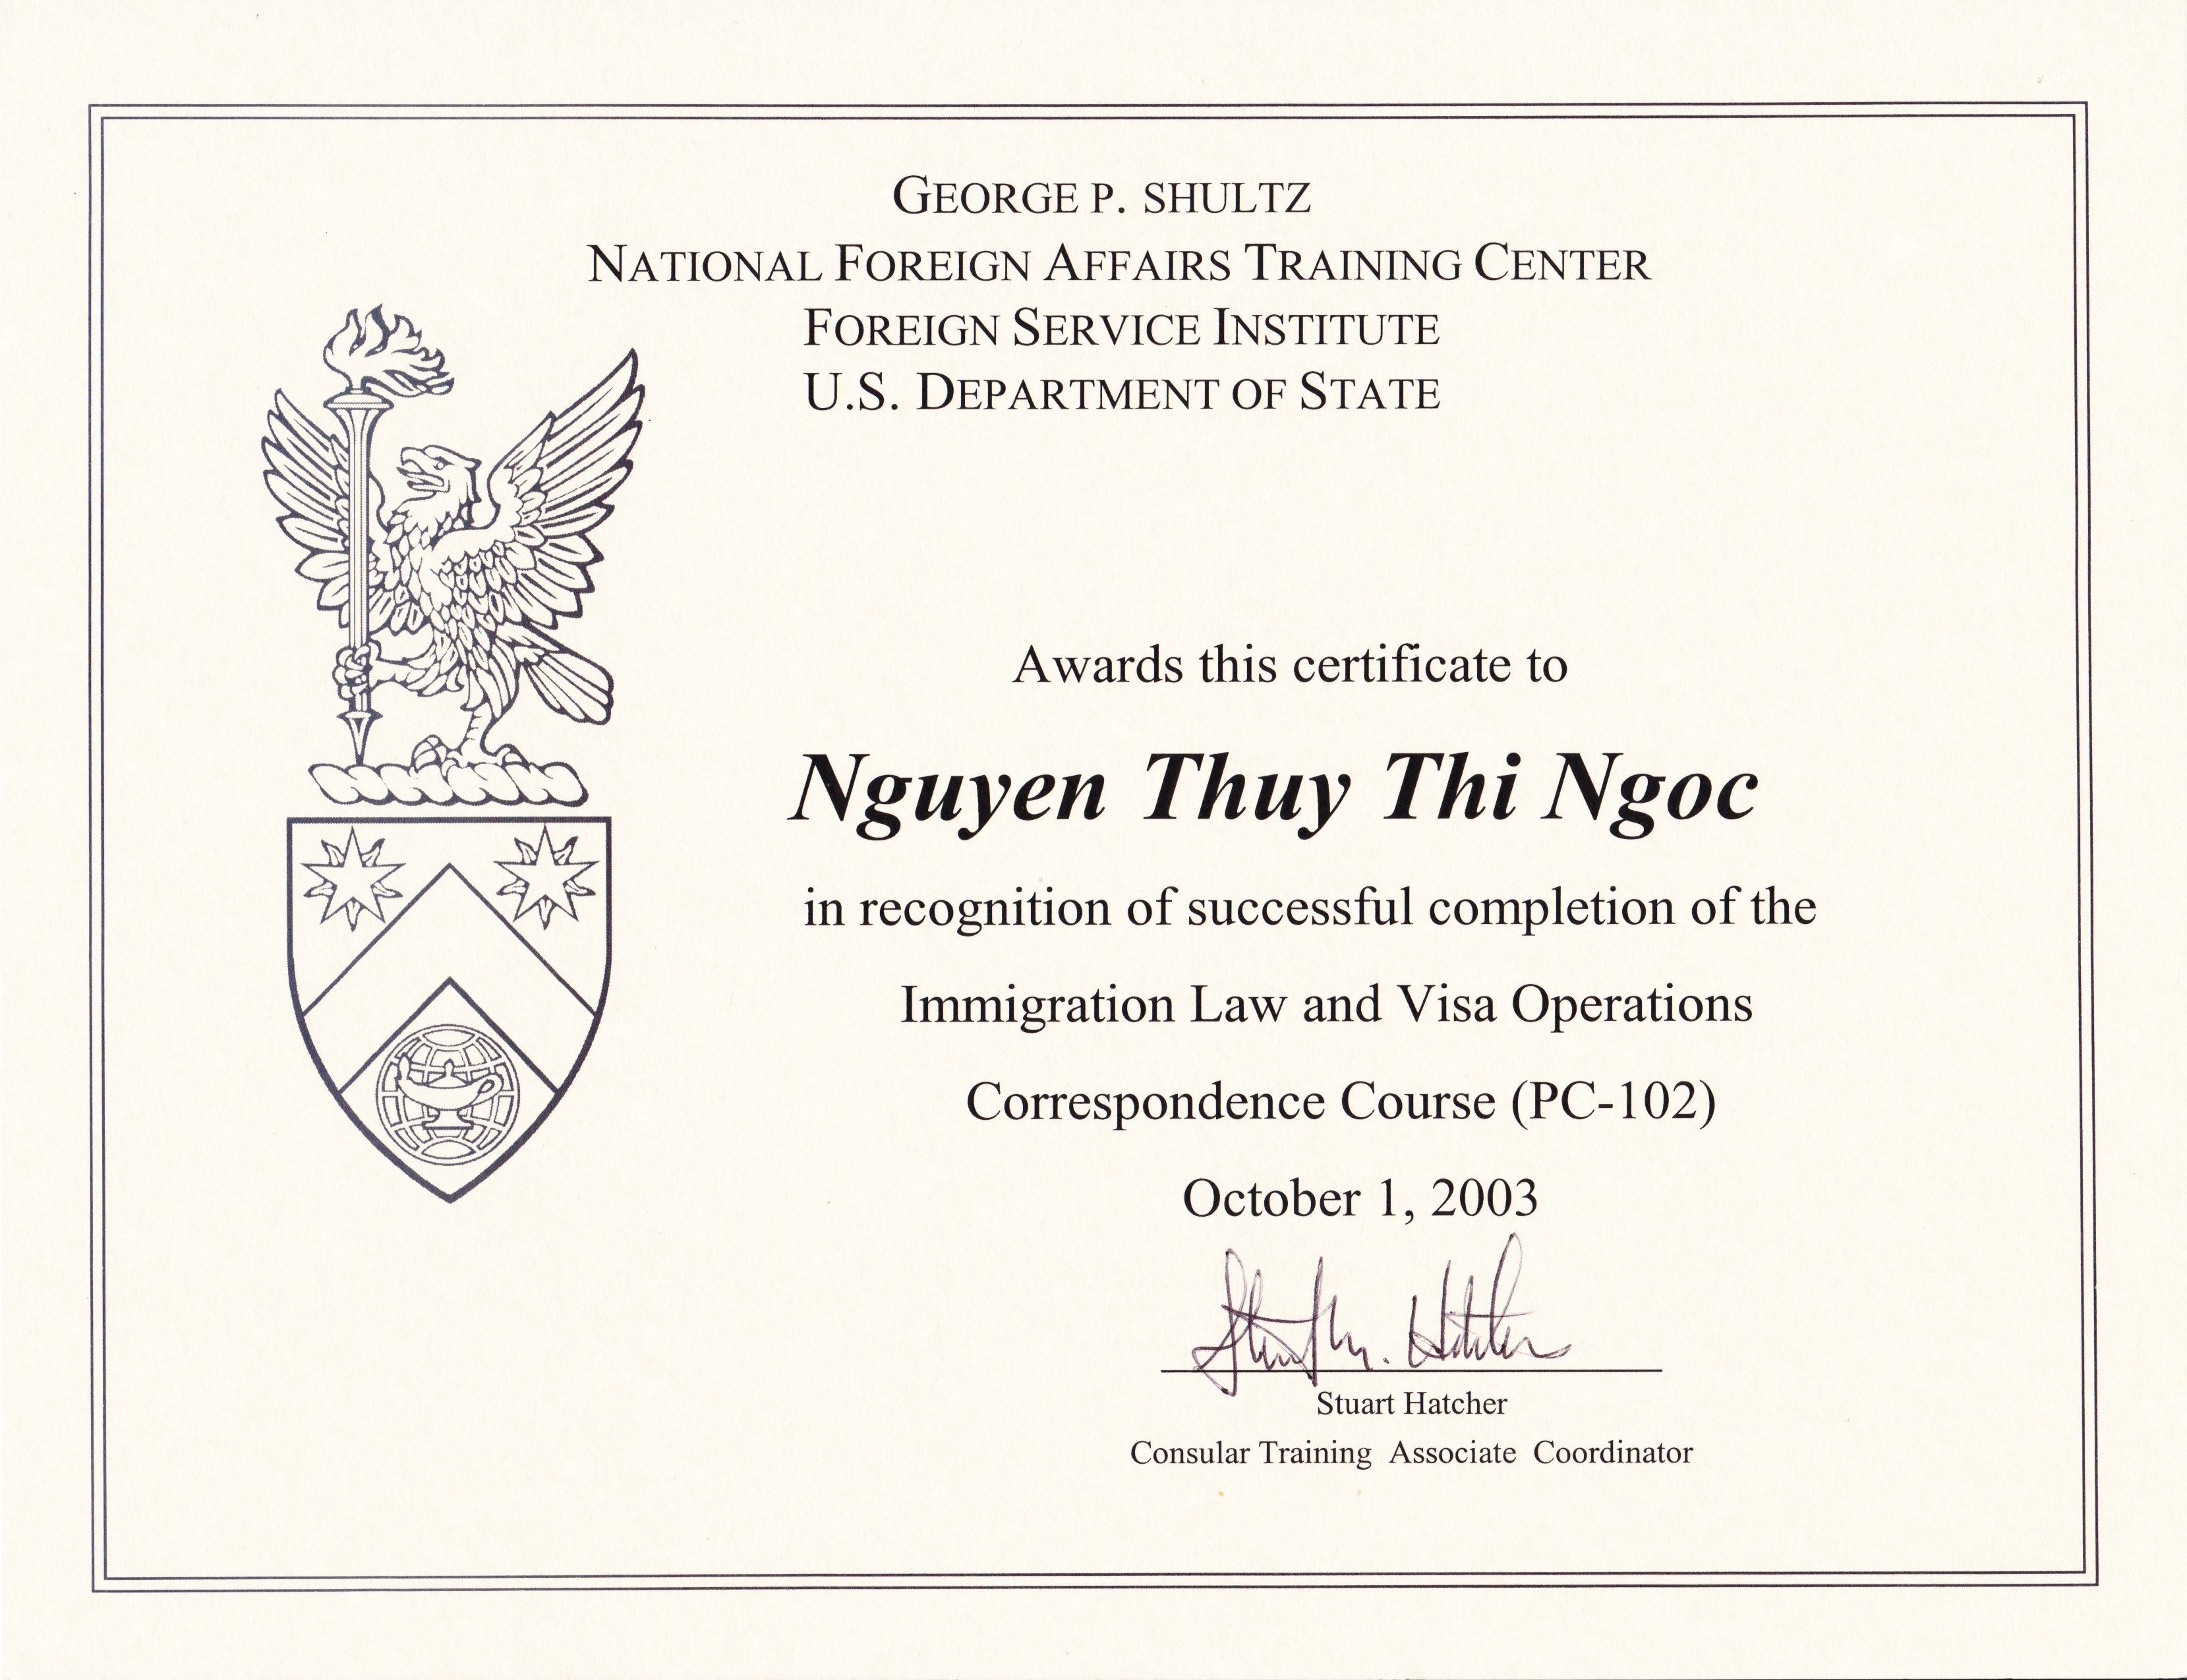 GEORGE P. SHULTZ
NATIONAL FOREIGN AFFAIRS TRAINING CENTER
FOREIGN SERVICE INSTITUTE
U.S. DEPARTMENT OF STATE
Awards this certificate to
Nguyen Thuy Thi Ngoc
in recognition of successful completion of the
Immigration Law and Visa Operations
Correspondence Course (PC-102)
October 1, 2003
Stuart M. Hatcher
Stuart Hatcher
Consular Training Associate Coordinator